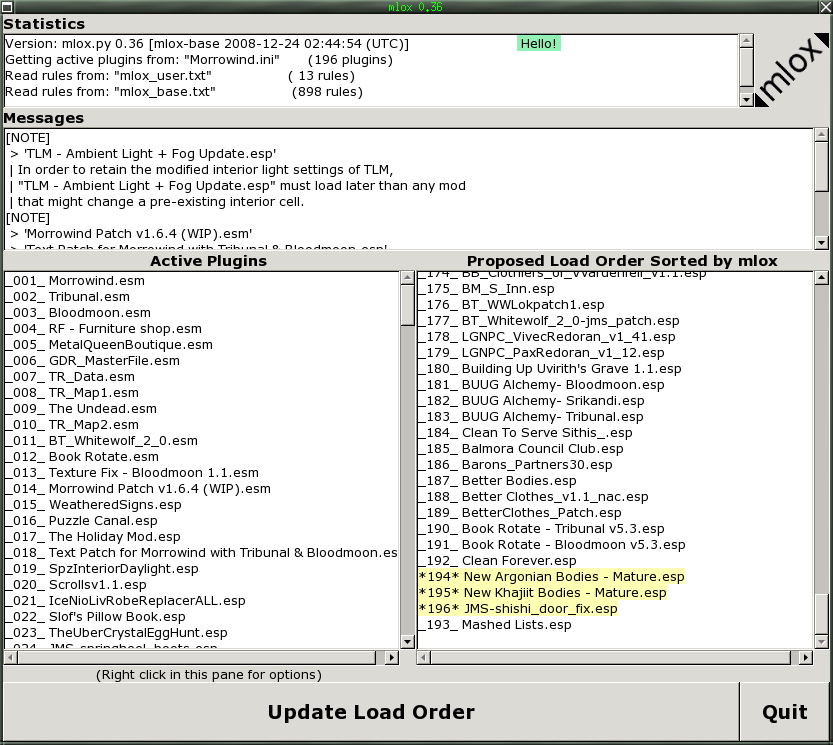 mlox 0.36
Statistics
Version: mlox.py 0.36 [mlox-base 2008-12-24 02:44:54 (UTC)] Hello!
Getting active plugins from: "Morrowind.ini" (196 plugins)
Read rules from: "mlox_user.txt" ( 13 rules)
Read rules from: "mlox_base.txt" (898 rules)
mlox
Messages
[NOTE]
> 'TLM - Ambient Light + Fog Update.esp'
| In order to retain the modified interior light settings of TLM,
| "TLM - Ambient Light + Fog Update.esp" must load later than any mod
| that might change a pre-existing interior cell.
[NOTE]
> 'Morrowind Patch v1.6.4 (WIP).esm'
> 'Text Patch for Morrowind with Tribunal & Bloodmoon.esp'
Active Plugins
_001_ Morrowind.esm
_002_ Tribunal.esm
_003_ Bloodmoon.esm
_004_ RF - Furniture shop.esm
_005_ MetalQueenBoutique.esm
_006_ GDR_MasterFile.esm
_007_ TR_Data.esm
_008_ TR_Map1.esm
_009_ The Undead.esm
_010_ TR_Map2.esm
_011_ BT_Whitewolf_2_0.esm
_012_ Book Rotate.esm
_013_ Texture Fix - Bloodmoon 1.1.esm
_014_ Morrowind Patch v1.6.4 (WIP).esm
_015_ WeatheredSigns.esp
_016_ Puzzle Canal.esp
_017_ The Holiday Mod.esp
_018_ Text Patch for Morrowind with Tribunal & Bloodmoon.es
_019_ SpzInteriorDaylight.esp
_020_ Scrollsv1.1.esp
_021_ IceNioLivRobeReplacerALL.esp
_022_ Slof's Pillow Book.esp
_023_ TheUberCrystalEggHunt.esp
_024_ JMS-springheel_boots.esp
(Right click in this pane for options)
Proposed Load Order Sorted by mlox
_174_ BB_Clothiers_of_Vvardenfell_v1.1.esp
_175_ BM_S_Inn.esp
_176_ BT_WWLokpatch1.esp
_177_ BT_Whitewolf_2_0-jms_patch.esp
_178_ LGNPC_VivecRedoran_v1_41.esp
_179_ LGNPC_PaxRedoran_v1_12.esp
_180_ Building Up Uvirith's Grave 1.1.esp
_181_ BUUG Alchemy- Bloodmoon.esp
_182_ BUUG Alchemy- Srikandi.esp
_183_ BUUG Alchemy- Tribunal.esp
_184_ Clean To Serve Sithis_.esp
_185_ Balmora Council Club.esp
_186_ Barons_Partners30.esp
_187_ Better Bodies.esp
_188_ Better Clothes_v1.1_nac.esp
_189_ BetterClothes_Patch.esp
_190_ Book Rotate - Tribunal v5.3.esp
_191_ Book Rotate - Bloodmoon v5.3.esp
_192_ Clean Forever.esp
*194* New Argonian Bodies - Mature.esp
*195* New Khajiit Bodies - Mature.esp
*196* JMS-shishi_door_fix.esp
_193_ Mashed Lists.esp
Update Load Order
Quit